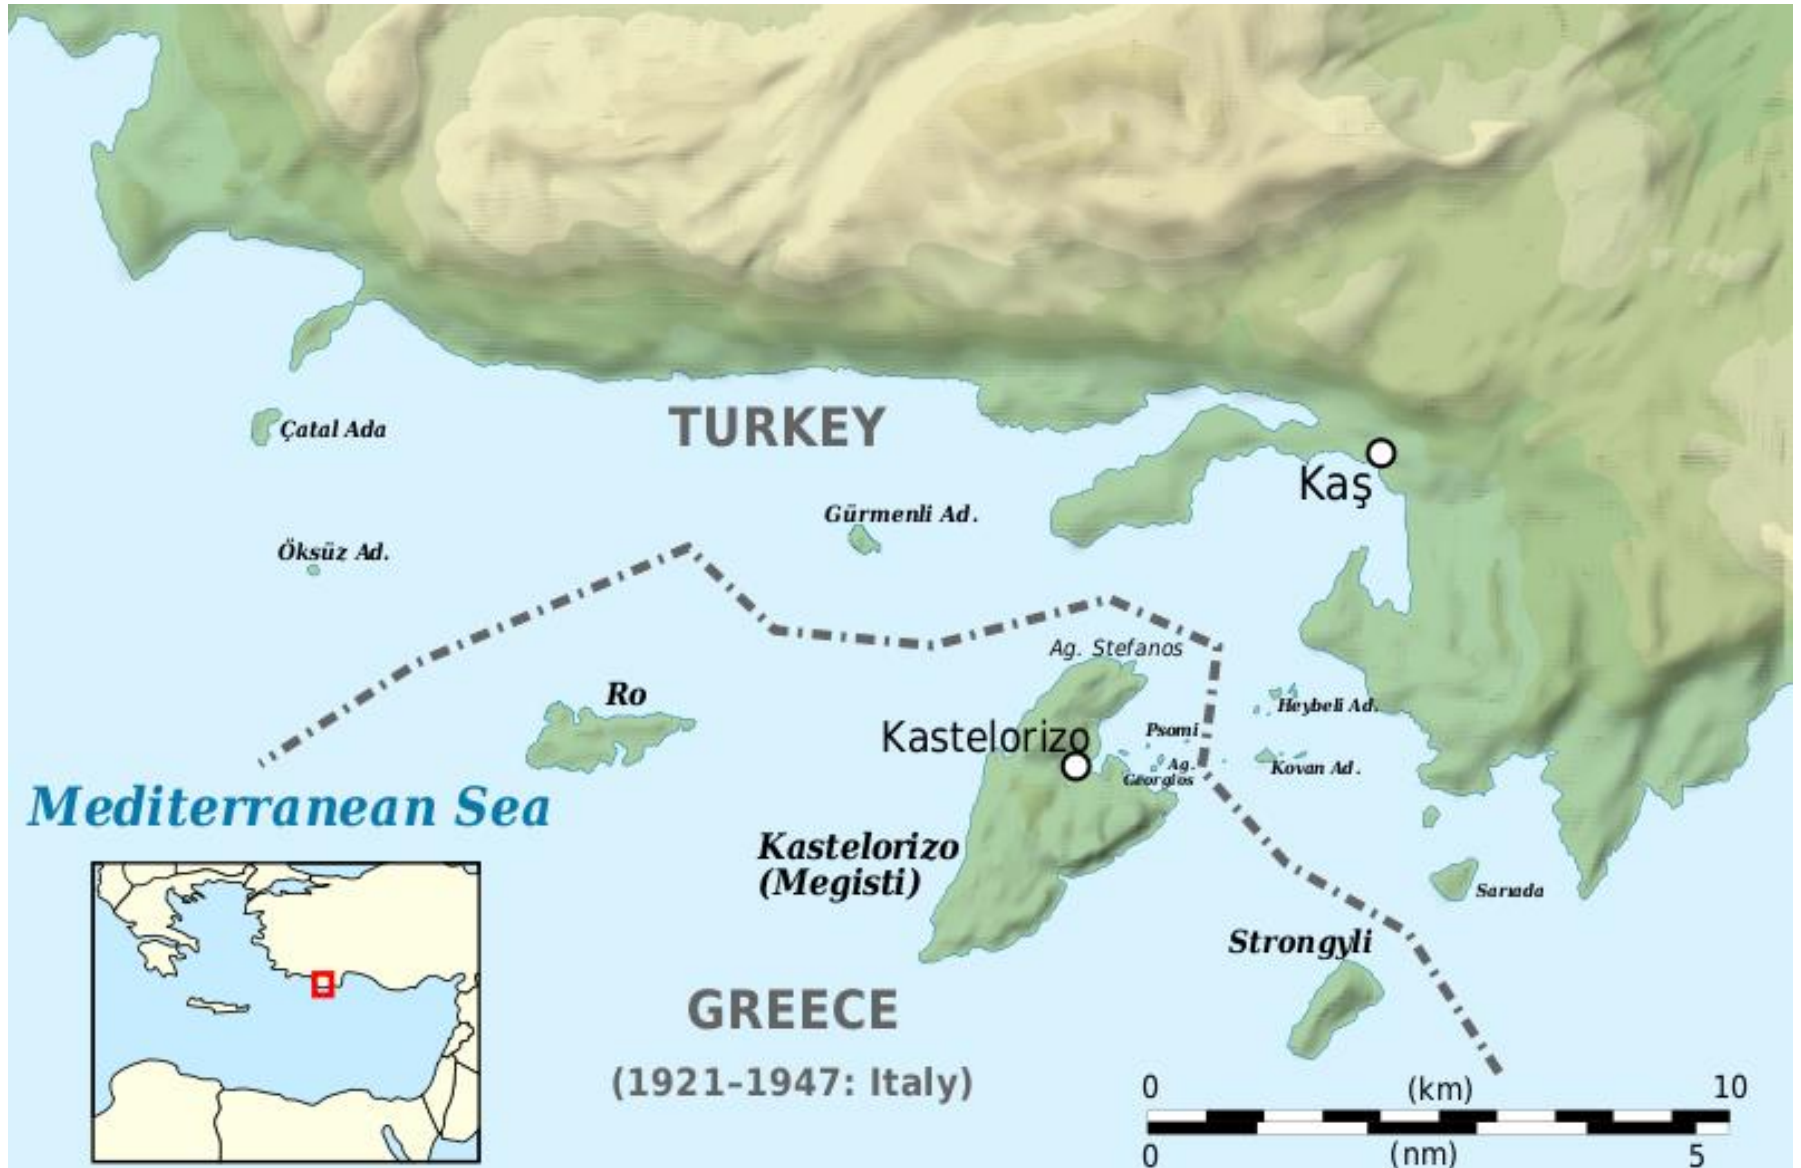 TURKEY
Çatal Ada
Kaş
Gürmenli Ad.
Öksüz Ad.
Ag. Stefanos
Ro
Heybeli Ad.
Psomi
Kastelorizo
Ag.
Georgios
Kovan Ad.
Mediterranean Sea
Kastelorizo
(Megisti)
Sarıada
Strongyli
GREECE
(1921–1947: Italy)
0 (km) 10
0 (nm) 5